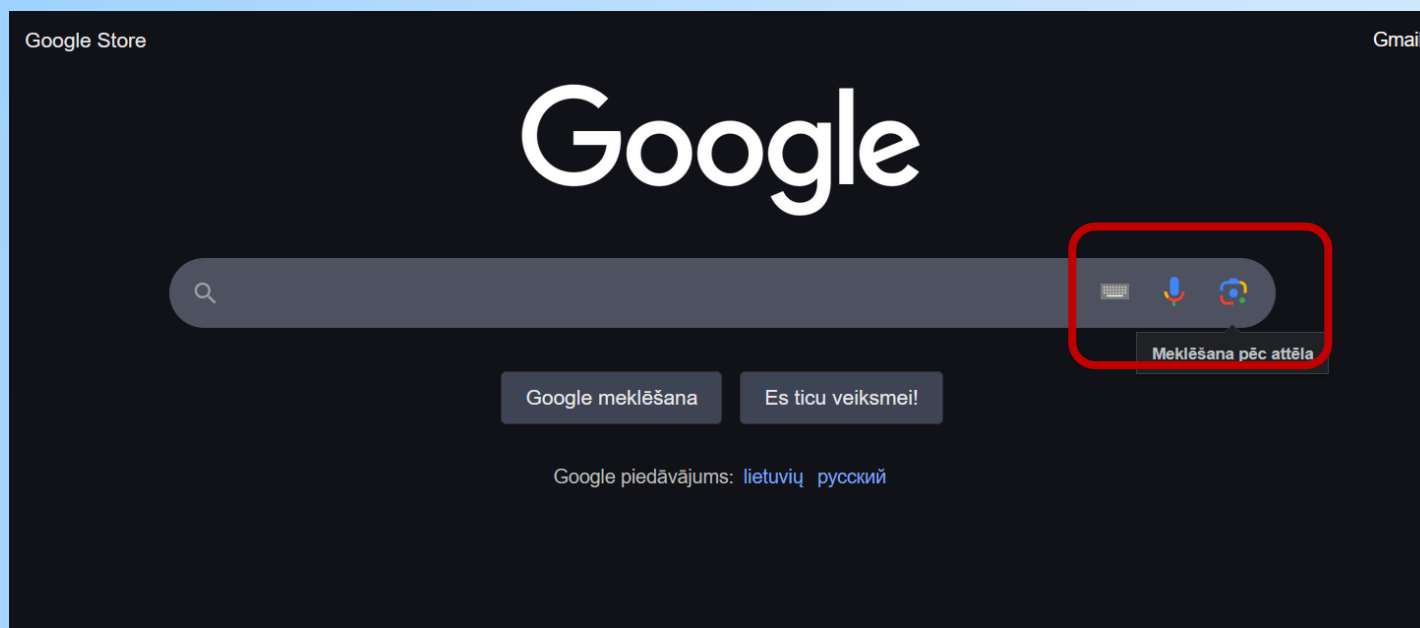 Google Store
Gmail
Google
Meklēšana pēc attēla
Google meklēšana
Es ticu veiksmei!
Google piedāvājums: lietuvių русский